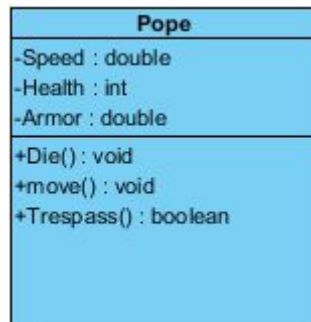 Pope
-Speed : double
-Health : int
-Armor : double
+Die() : void
+move() : void
+Trespass() : boolean